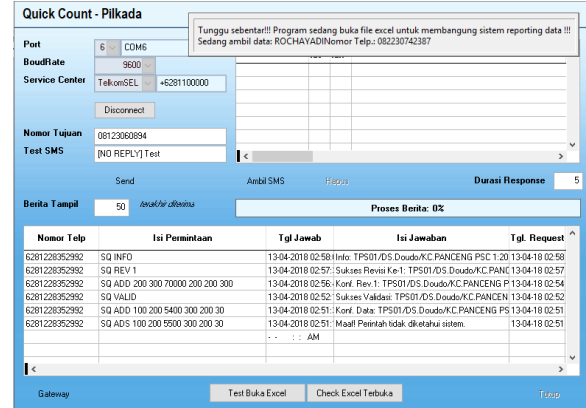 Quick Count - Pilkada
Tunggu sebentar!!! Program sedang buka file excel untuk membangung sistem reporting data !!!
Sedang ambil data: ROCHAYADINomor Telp.: 082230742387
Port 6 COM6
BoudRate 9600
Service Center TelkomSEL +6281100000
Disconnect
Nomor Tujuan 08123060894
Test SMS [NO REPLY] Test
Send Ambil SMS Hapus Durasi Response 5
Berita Tampil 50 terakhir diterima Proses Berita: 0%
Nomor Telp Isi Permintaan Tgl Jawab Isi Jawaban Tgl. Request
6281228352992 SQ INFO 13-04-2018 02:58: Info: TPS01/DS.Doudo/KC.PANCENG PSC 1:20 13-04-18 02:58
6281228352992 SQ REV 1 13-04-2018 02:57: Sukses Revisi Ke-1: TPS01/DS.Doudo/KC.PANC 13-04-18 02:57
6281228352992 SQ ADD 200 300 70000 200 200 300 13-04-2018 02:56: Konf. Rev.1: TPS01/DS.Doudo/KC.PANCENG P 13-04-18 02:54
6281228352992 SQ VALID 13-04-2018 02:52: Sukses Validasi: TPS01/DS.Doudo/KC.PANCEN 13-04-18 02:52
6281228352992 SQ ADD 100 200 5400 300 200 30 13-04-2018 02:51: Konf. Data: TPS01/DS.Doudo/KC.PANCENG PS 13-04-18 02:51
6281228352992 SQ ADS 100 200 5500 300 200 30 13-04-2018 02:51: Maaf! Perintah tidak diketahui sistem. 13-04-18 02:51
- - : : AM
Gateway Test Buka Excel Check Excel Terbuka Tutup